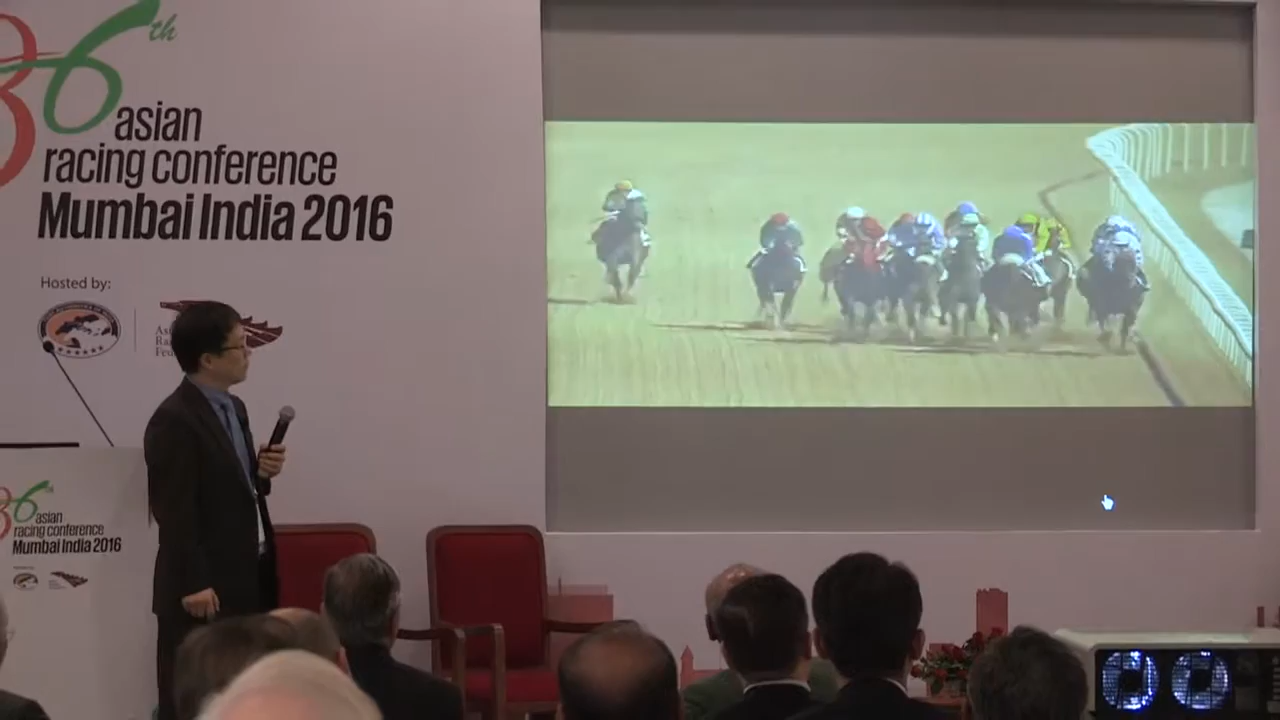 36th
asian
racing conference
Mumbai India 2016
Hosted by:
36th
asian
racing conference
Mumbai India 2016